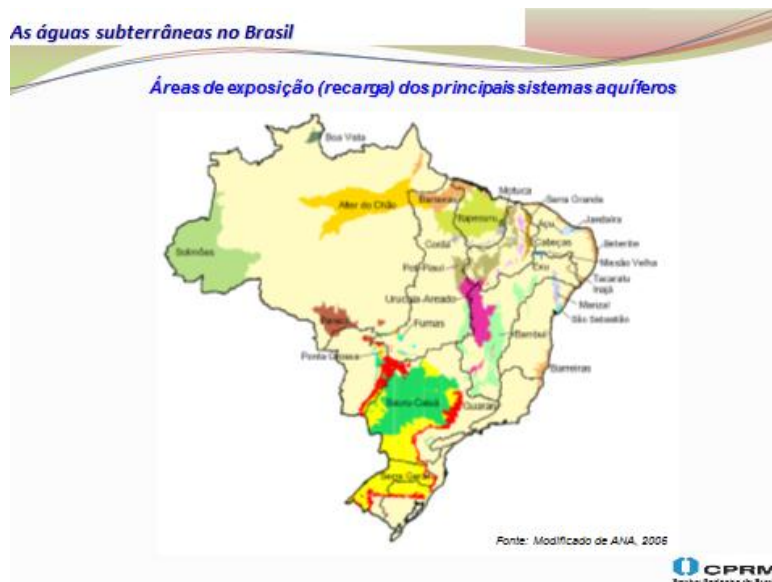 As águas subterrâneas no Brasil
Áreas de exposição (recarga) dos principais sistemas aquíferos
Boa Vista
Alter do Chão
Barreiras
Motuca
Serra Grande
Itapecuru
Açu
Jandaíra
Corda
Cabeças
Beberibe
Solimões
Poti-Piauí
Exu
Missão Velha
Tacaratu
Inajá
Urucuia-Areado
Marizal
São Sebastião
Parecis
Furnas
Bambuí
Ponta Grossa
Barreiras
Bauru-Caiuá
Guarani
Serra Geral
Fonte: Modificado de ANA, 2006
CPRM